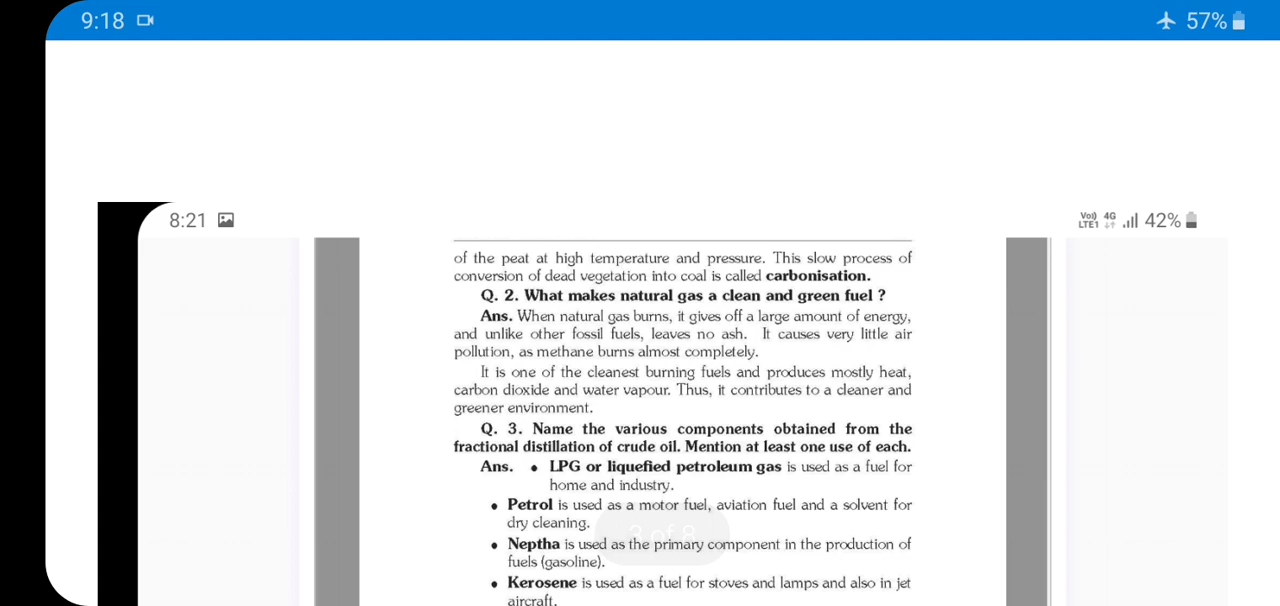 9:18 57%
8:21 Vo)) 4G LTE1 42%
of the peat at high temperature and pressure. This slow process of
conversion of dead vegetation into coal is called carbonisation.
Q. 2. What makes natural gas a clean and green fuel ?
Ans. When natural gas burns, it gives off a large amount of energy,
and unlike other fossil fuels, leaves no ash. It causes very little air
pollution, as methane burns almost completely.
It is one of the cleanest burning fuels and produces mostly heat,
carbon dioxide and water vapour. Thus, it contributes to a cleaner and
greener environment.
Q. 3. Name the various components obtained from the
fractional distillation of crude oil. Mention at least one use of each.
Ans. • LPG or liquefied petroleum gas is used as a fuel for
home and industry.
• Petrol is used as a motor fuel, aviation fuel and a solvent for
dry cleaning.
3 of 8
• Neptha is used as the primary component in the production of
fuels (gasoline).
• Kerosene is used as a fuel for stoves and lamps and also in jet
aircraft.